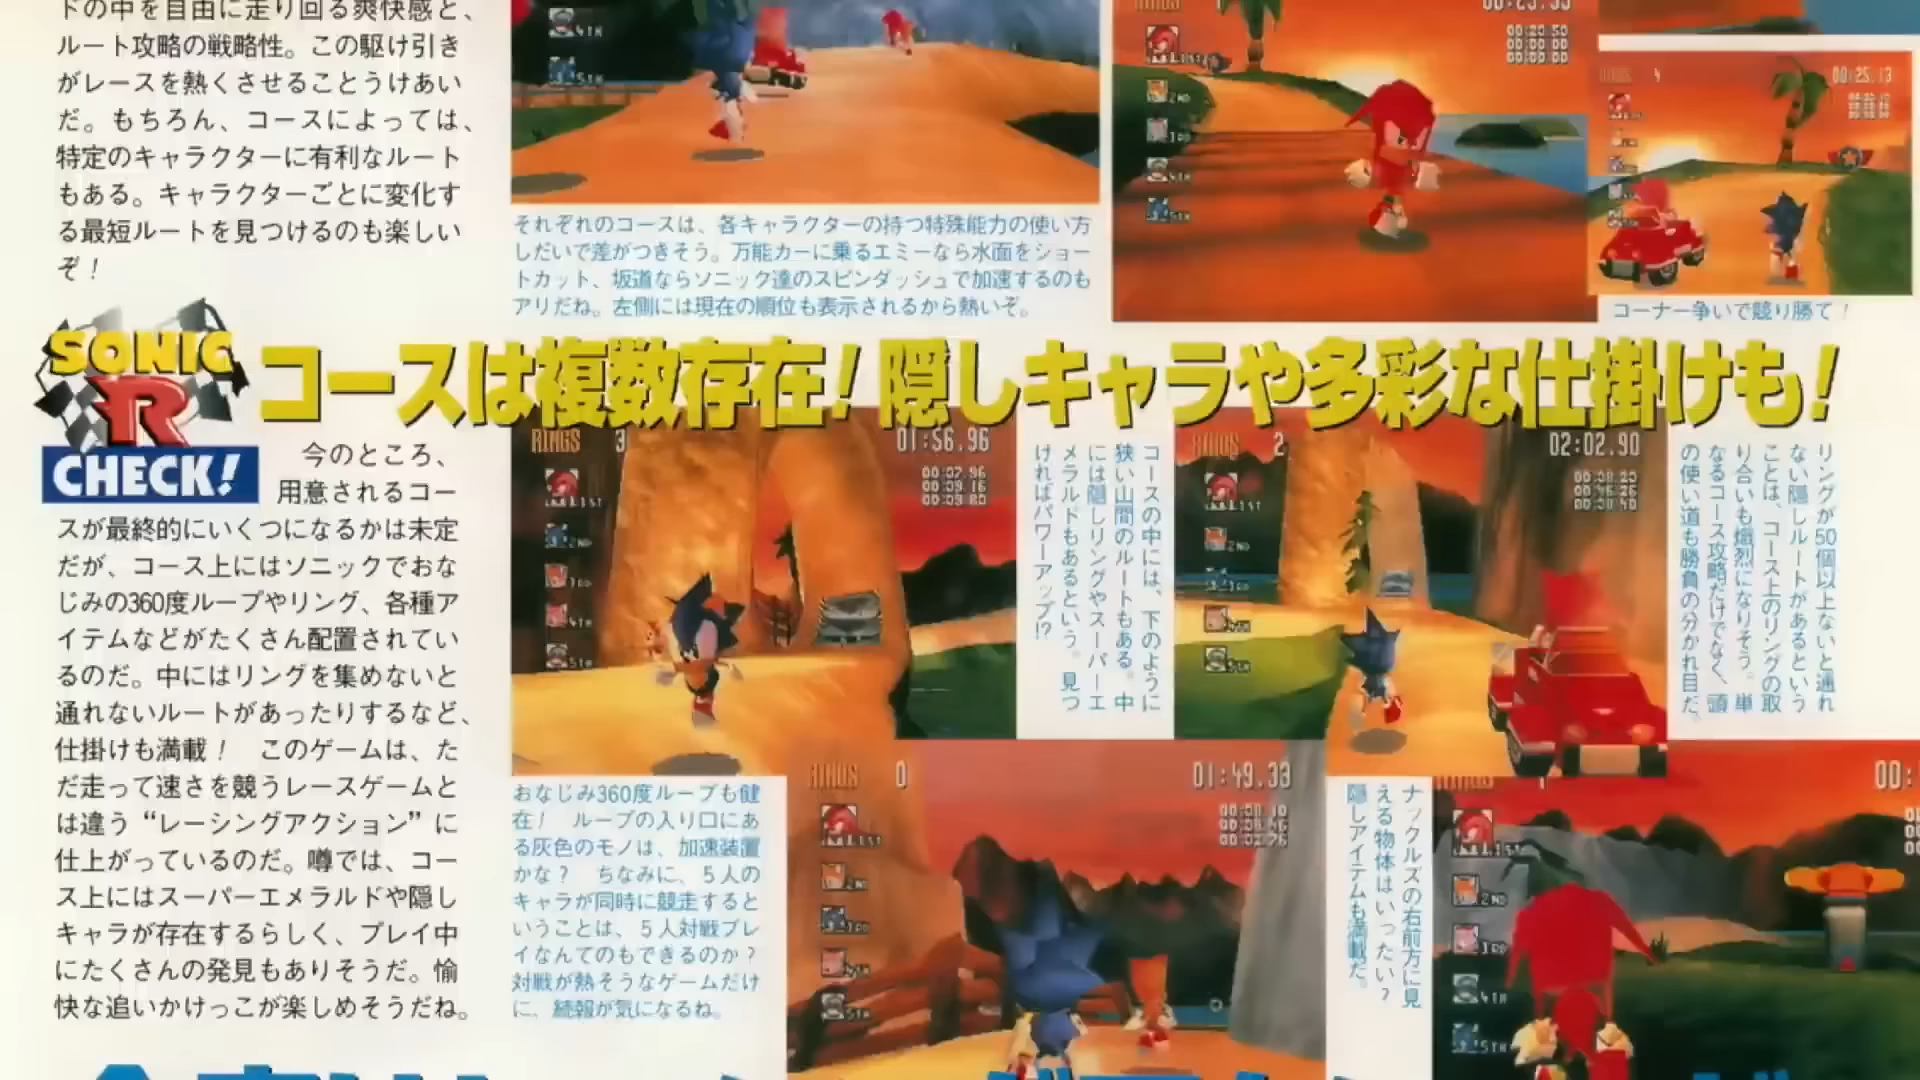 ドの中を自由に走り回る爽快感と、
ルート攻略の戦略性。この駆け引き
がレースを熱くさせることうけあい
だ。もちろん、コースによっては、
特定のキャラクターに有利なルート
もある。キャラクターごとに変化す
る最短ルートを見つけるのも楽しい
ぞ！
それぞれのコースは、各キャラクターの持つ特殊能力の使い方
しだいで差がつきそう。万能カーに乗るエミーなら水面をショー
トカット、坂道ならソニック達のスピンダッシュで加速するのも
アリだね。左側には現在の順位も表示されるから熱いぞ。
コーナー争いで競り勝て！
SONIC
R
CHECK!
コースは複数存在！隠しキャラや多彩な仕掛けも！
今のところ、
用意されるコー
スが最終的にいくつになるかは未定
だが、コース上にはソニックでおな
じみの360度ループやリング、各種ア
イテムなどがたくさん配置されてい
るのだ。中にはリングを集めないと
通れないルートがあったりするなど、
仕掛けも満載！　このゲームは、た
だ走って速さを競うレースゲームと
は違う“レーシングアクション”に
仕上がっているのだ。噂では、コー
ス上にはスーパーエメラルドや隠し
キャラが存在するらしく、プレイ中
にたくさんの発見もありそうだ。愉
快な追いかけっこが楽しめそうだね。
RINGS 3
01:56.96
コースの中には、下のように
狭い山間のルートもある。中
には隠しリングやスーパーエ
メラルドもあるという。見つ
ければパワーアップ!?
RINGS 2
02:02.90
リングが50個以上ないと通れ
ない隠しルートがあるという
ことは、コース上のリングの取
り合いも熾烈になりそう。単
なるコース攻略だけでなく、頭
の使い道も勝負の分かれ目だ。
おなじみ360度ループも健
在！　ループの入り口にあ
る灰色のモノは、加速装置
かな？　ちなみに、５人の
キャラが同時に競走すると
いうことは、５人対戦プレ
イなんてのもできるのか？
対戦が熱そうなゲームだけ
に、続報が気になるね。
RINGS 0
01:49.33
ナックルズの右前方に見
える物体はいったい？
隠しアイテムも満載だ。
00: